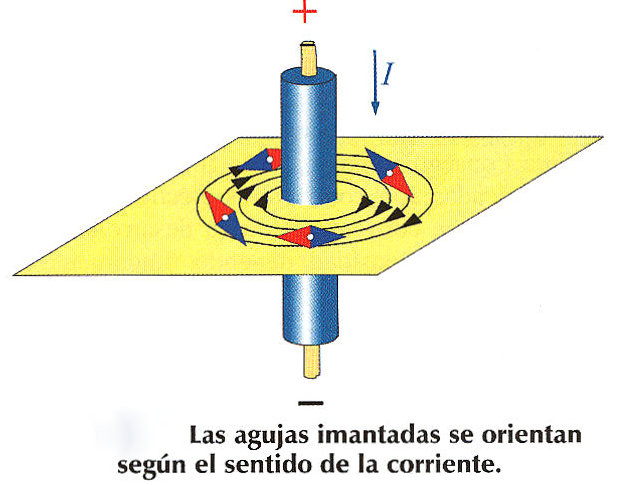 +
I
−
Las agujas imantadas se orientan
según el sentido de la corriente.